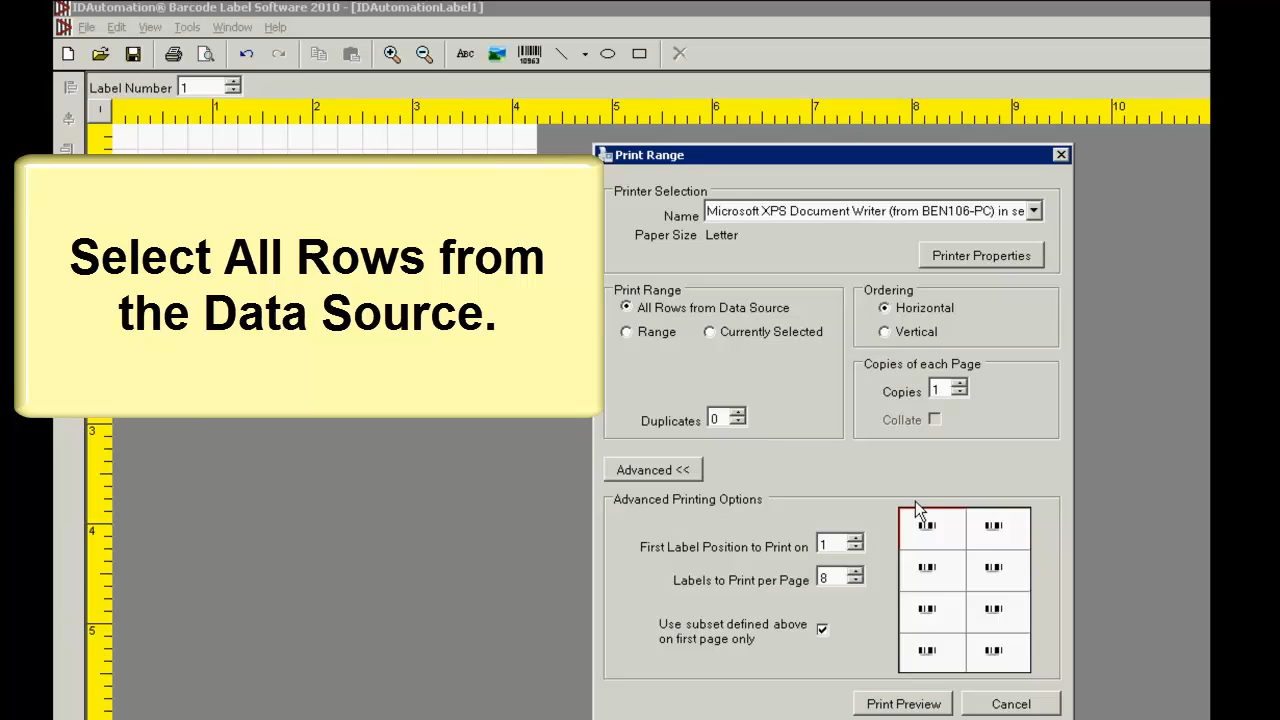 IDAutomation® Barcode Label Software 2010 - [IDAutomationLabel1]
File Edit View Tools Window Help
ABC
10963
Label Number 1
1 2 3 4 5 6 7 8 9 10
Select All Rows from
the Data Source.
3
4
5
Print Range
Printer Selection
Name Microsoft XPS Document Writer (from BEN106-PC) in se
Paper Size Letter
Printer Properties
Print Range
All Rows from Data Source
Range Currently Selected
Duplicates 0
Ordering
Horizontal
Vertical
Copies of each Page
Copies 1
Collate
Advanced <<
Advanced Printing Options
First Label Position to Print on 1
Labels to Print per Page 8
Use subset defined above
on first page only
Print Preview Cancel